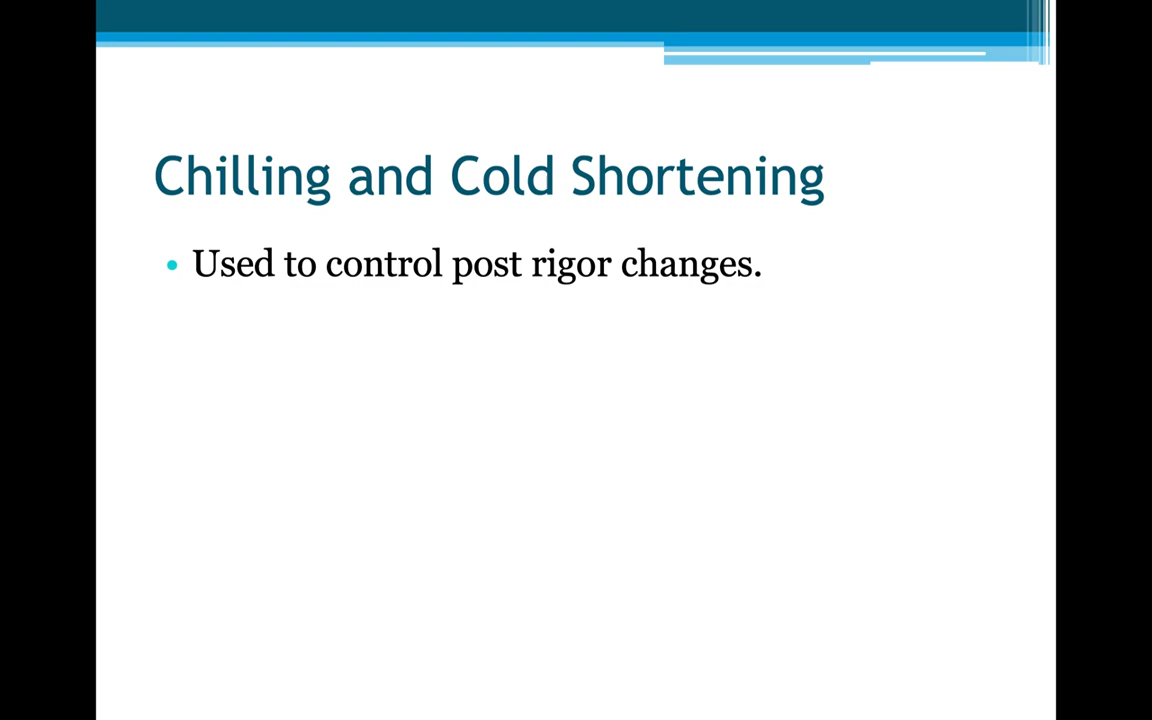 Chilling and Cold Shortening
• Used to control post rigor changes.